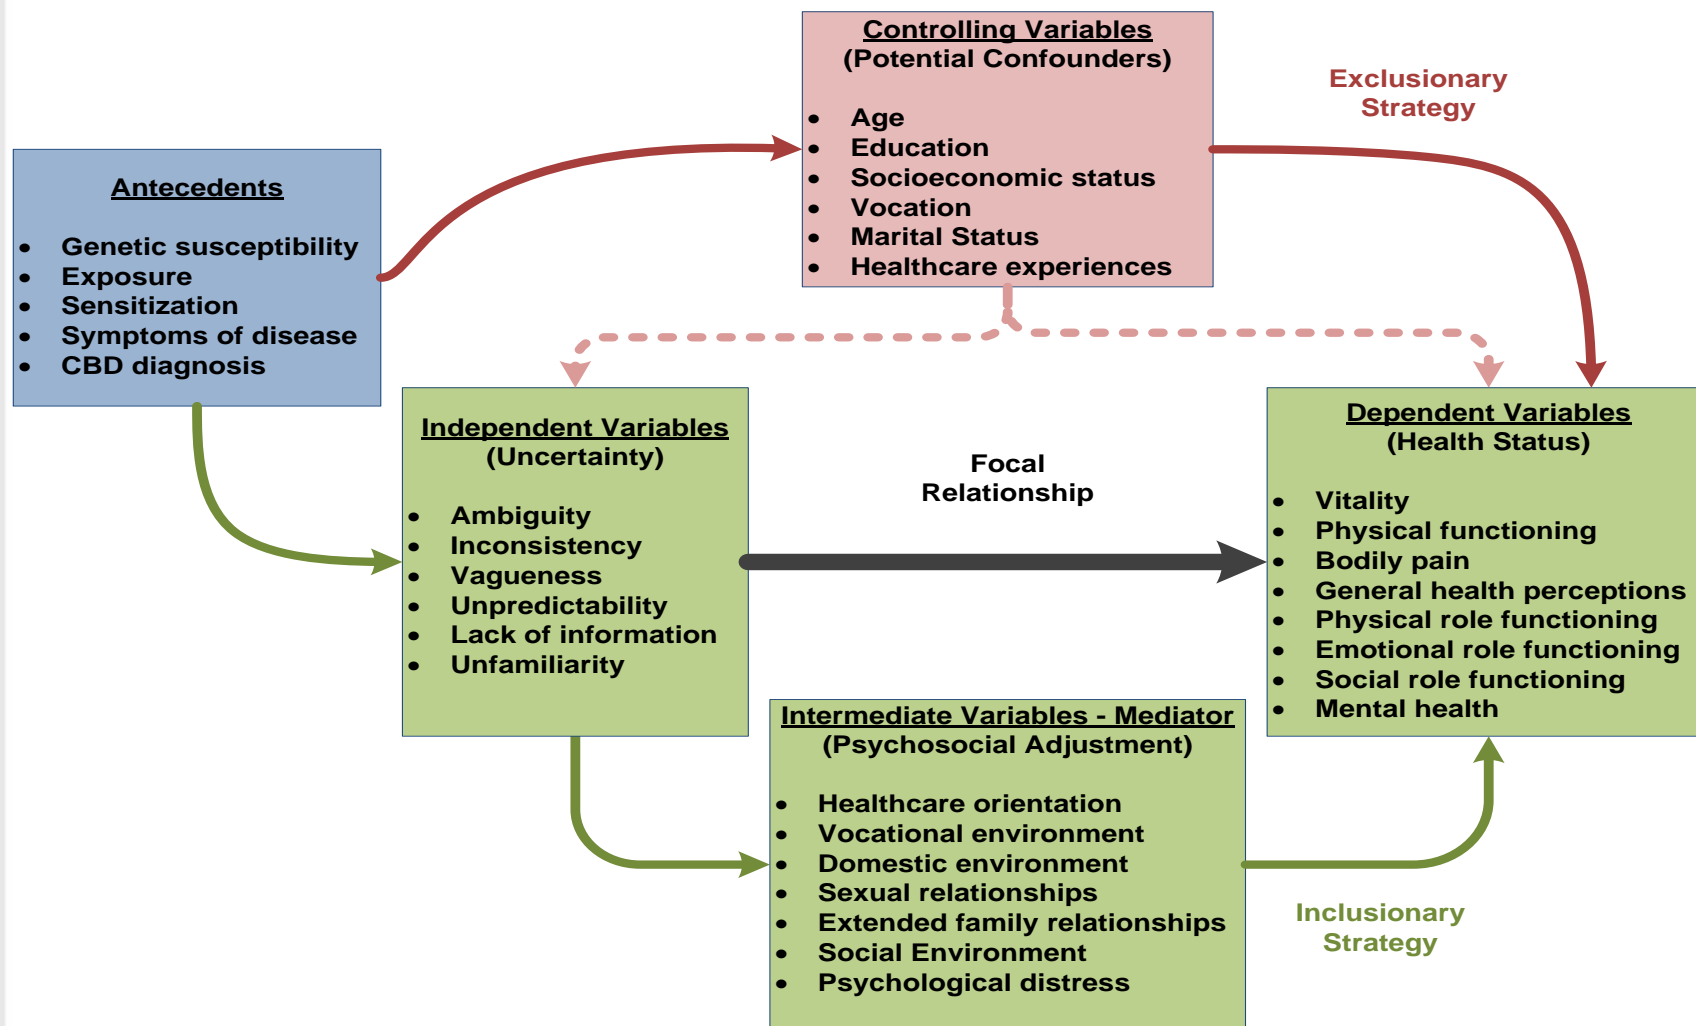 Controlling Variables
(Potential Confounders)
• Age
• Education
• Socioeconomic status
• Vocation
• Marital Status
• Healthcare experiences
Exclusionary
Strategy
Antecedents
• Genetic susceptibility
• Exposure
• Sensitization
• Symptoms of disease
• CBD diagnosis
Independent Variables
(Uncertainty)
• Ambiguity
• Inconsistency
• Vagueness
• Unpredictability
• Lack of information
• Unfamiliarity
Focal
Relationship
Dependent Variables
(Health Status)
• Vitality
• Physical functioning
• Bodily pain
• General health perceptions
• Physical role functioning
• Emotional role functioning
• Social role functioning
• Mental health
Intermediate Variables - Mediator
(Psychosocial Adjustment)
• Healthcare orientation
• Vocational environment
• Domestic environment
• Sexual relationships
• Extended family relationships
• Social Environment
• Psychological distress
Inclusionary
Strategy